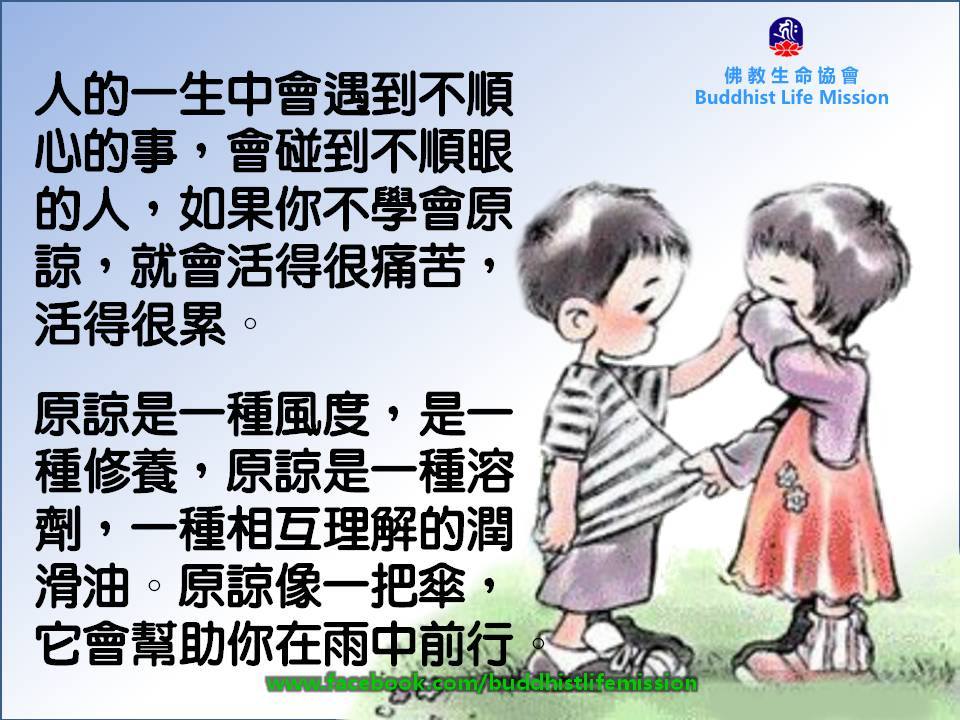 佛教生命協會
Buddhist Life Mission
人的一生中會遇到不順
心的事，會碰到不順眼
的人，如果你不學會原
諒，就會活得很痛苦，
活得很累。
原諒是一種風度，是一
種修養，原諒是一種溶
劑，一種相互理解的潤
滑油。原諒像一把傘，
它會幫助你在雨中前行。
www.facebook.com/buddhistlifemission